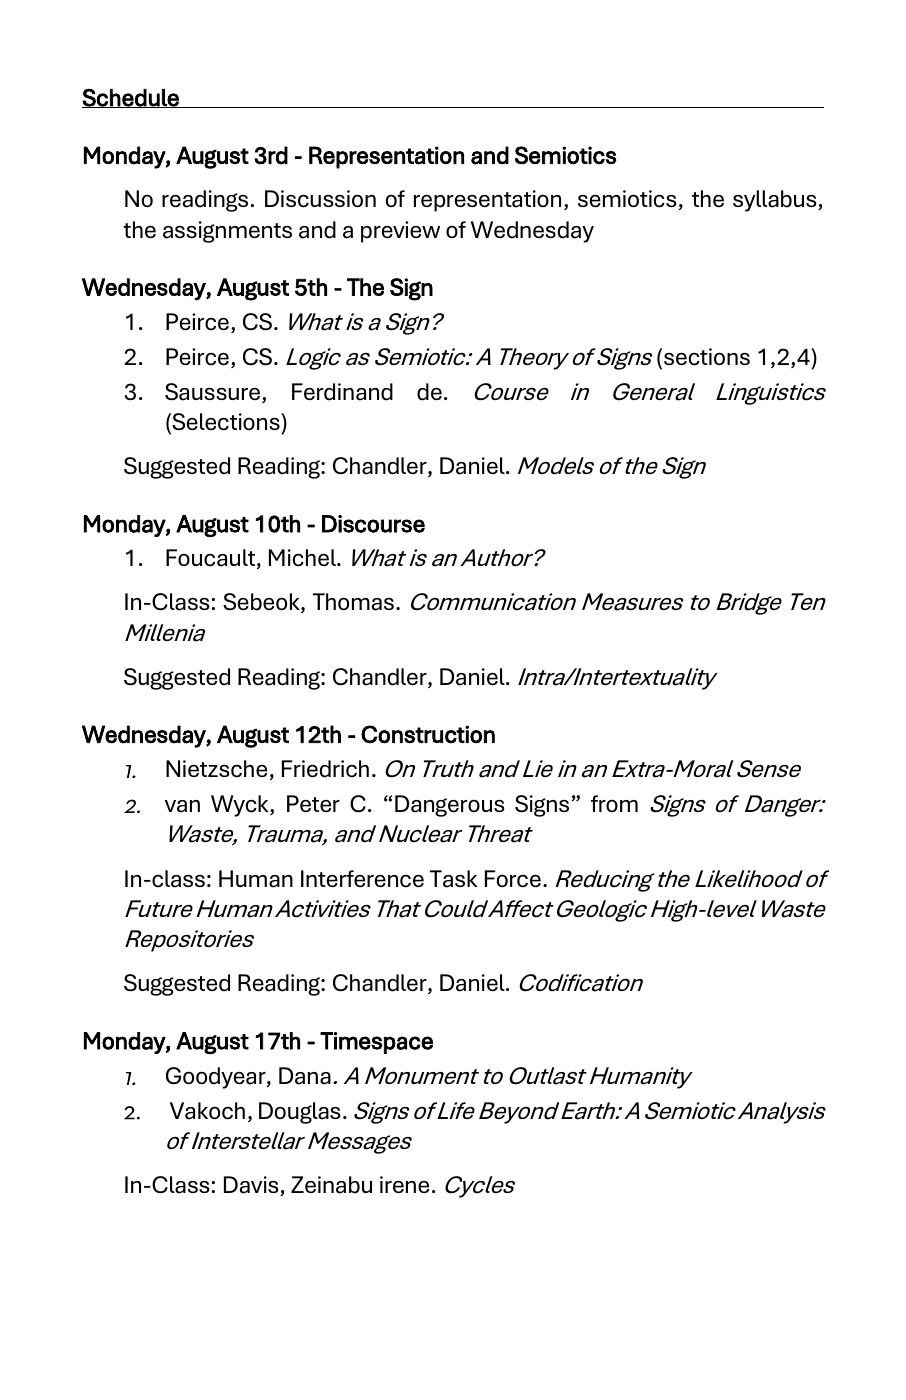 Schedule
Monday, August 3rd - Representation and Semiotics
No readings. Discussion of representation, semiotics, the syllabus,
the assignments and a preview of Wednesday
Wednesday, August 5th - The Sign
1. Peirce, CS. What is a Sign?
2. Peirce, CS. Logic as Semiotic: A Theory of Signs (sections 1,2,4)
3. Saussure, Ferdinand de. Course in General Linguistics
(Selections)
Suggested Reading: Chandler, Daniel. Models of the Sign
Monday, August 10th - Discourse
1. Foucault, Michel. What is an Author?
In-Class: Sebeok, Thomas. Communication Measures to Bridge Ten
Millenia
Suggested Reading: Chandler, Daniel. Intra/Intertextuality
Wednesday, August 12th - Construction
1. Nietzsche, Friedrich. On Truth and Lie in an Extra-Moral Sense
2. van Wyck, Peter C. “Dangerous Signs” from Signs of Danger:
Waste, Trauma, and Nuclear Threat
In-class: Human Interference Task Force. Reducing the Likelihood of
Future Human Activities That Could Affect Geologic High-level Waste
Repositories
Suggested Reading: Chandler, Daniel. Codification
Monday, August 17th - Timespace
1. Goodyear, Dana. A Monument to Outlast Humanity
2. Vakoch, Douglas. Signs of Life Beyond Earth: A Semiotic Analysis
of Interstellar Messages
In-Class: Davis, Zeinabu irene. Cycles